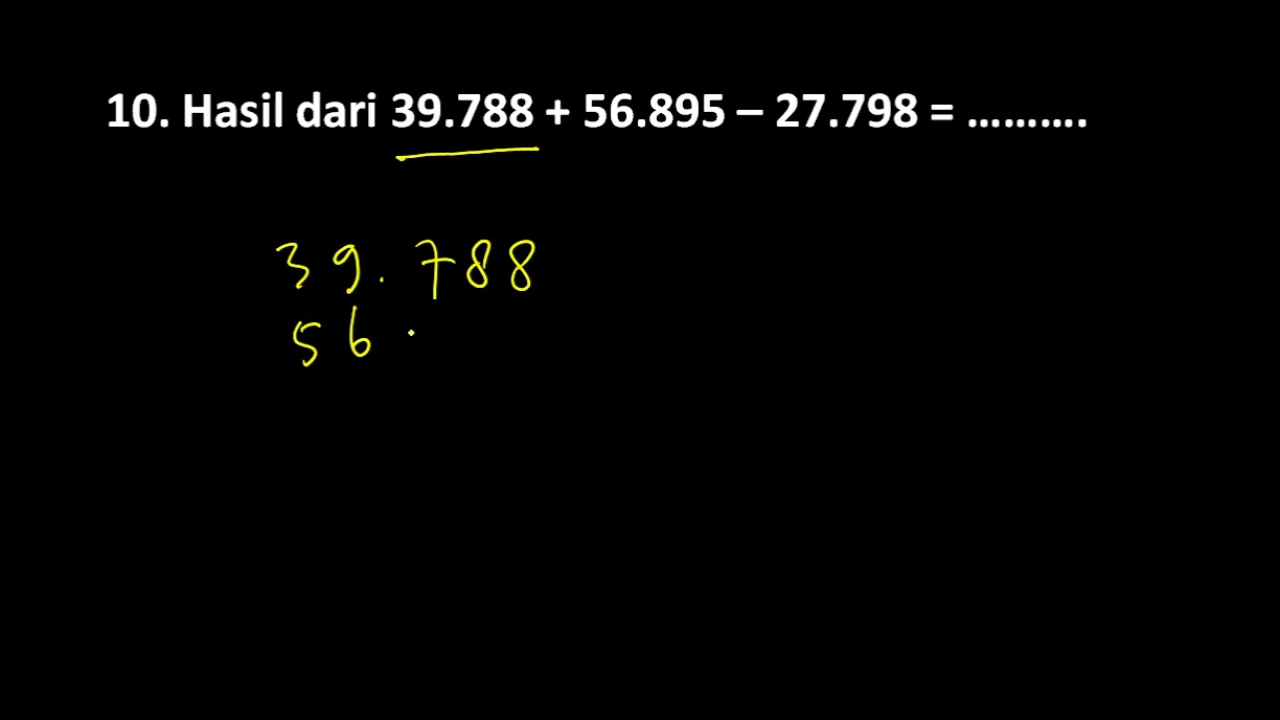 10. Hasil dari 39.788 + 56.895 – 27.798 = ……….
39.788
56.